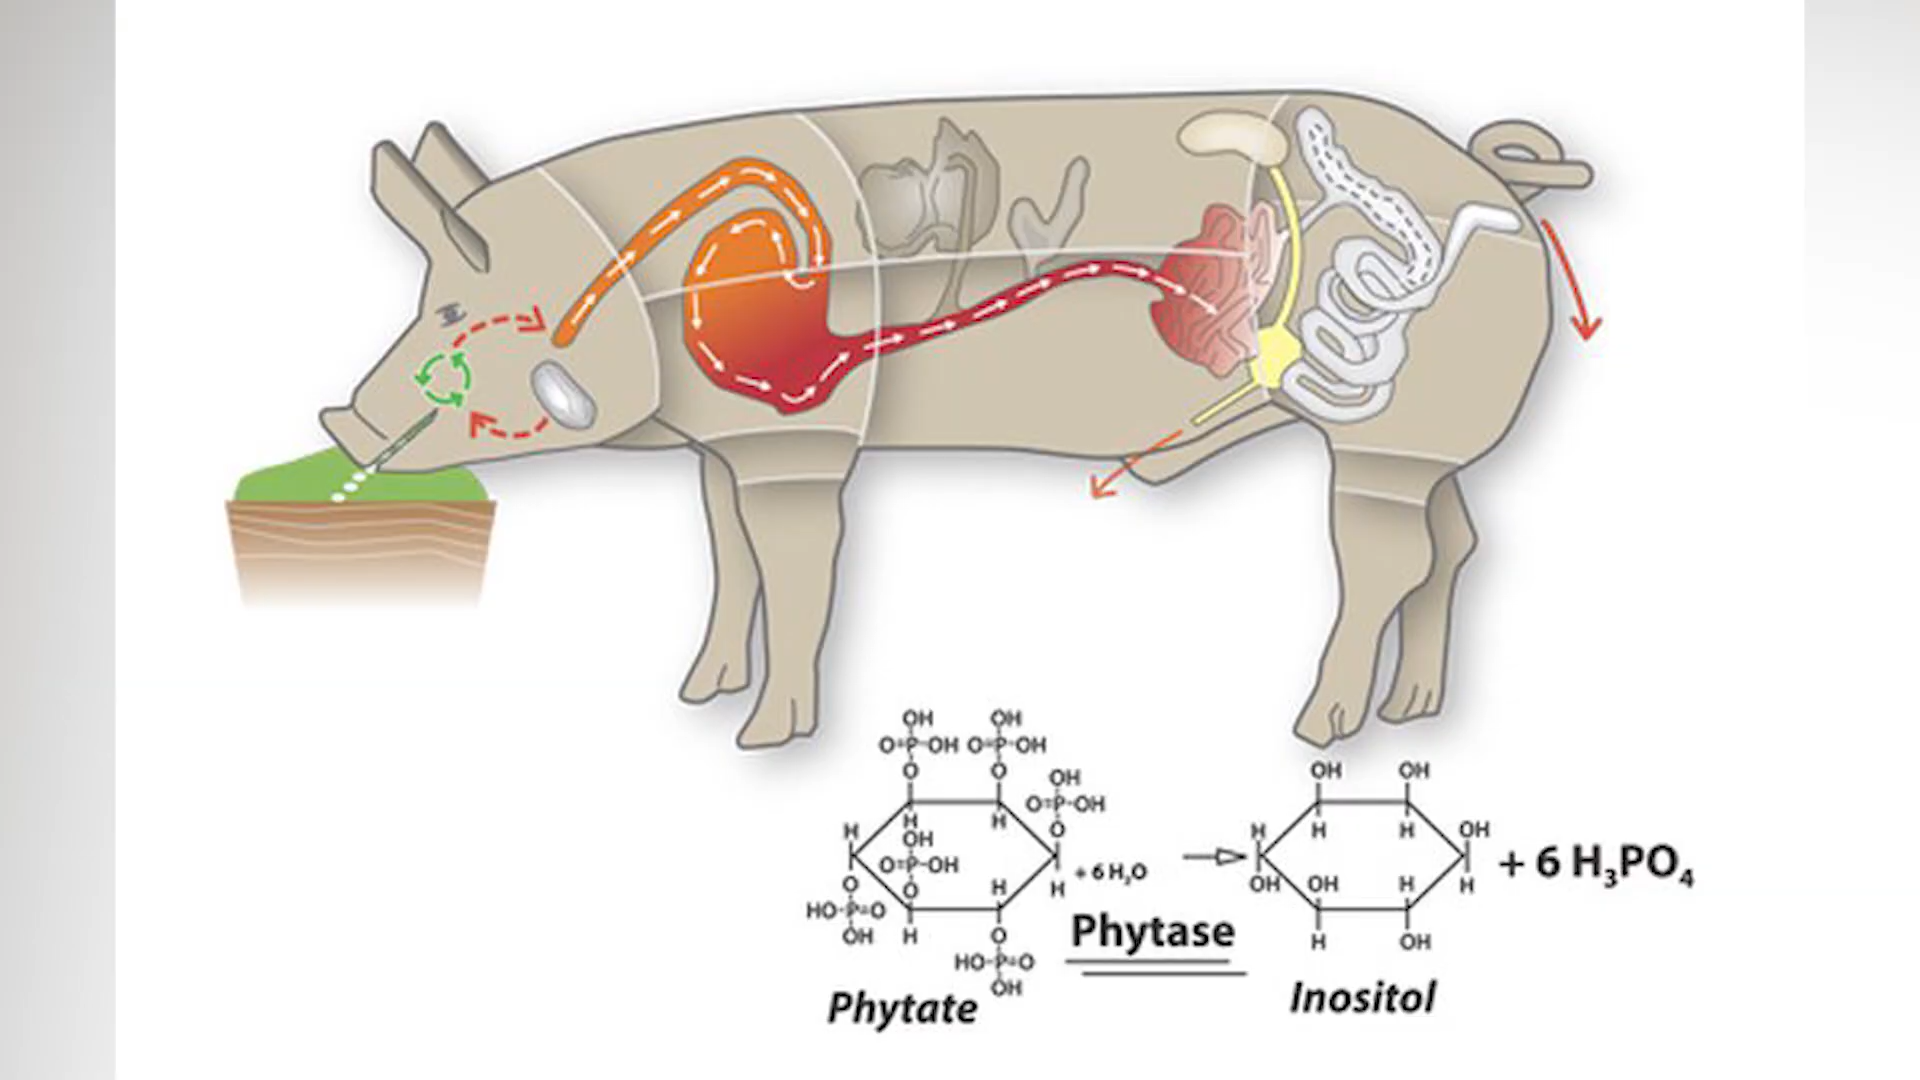 OH OH
O=P-OH O=P-OH
O O OH
O=P-OH
H H H O
OH
O=P-OH
O H H
O
HO-P=O
OH H O
HO-P=O
OH
+ 6 H₂O
Phytase
Phytate
OH OH
H H H OH
OH OH H H
H OH
+ 6 H₃PO₄
Inositol